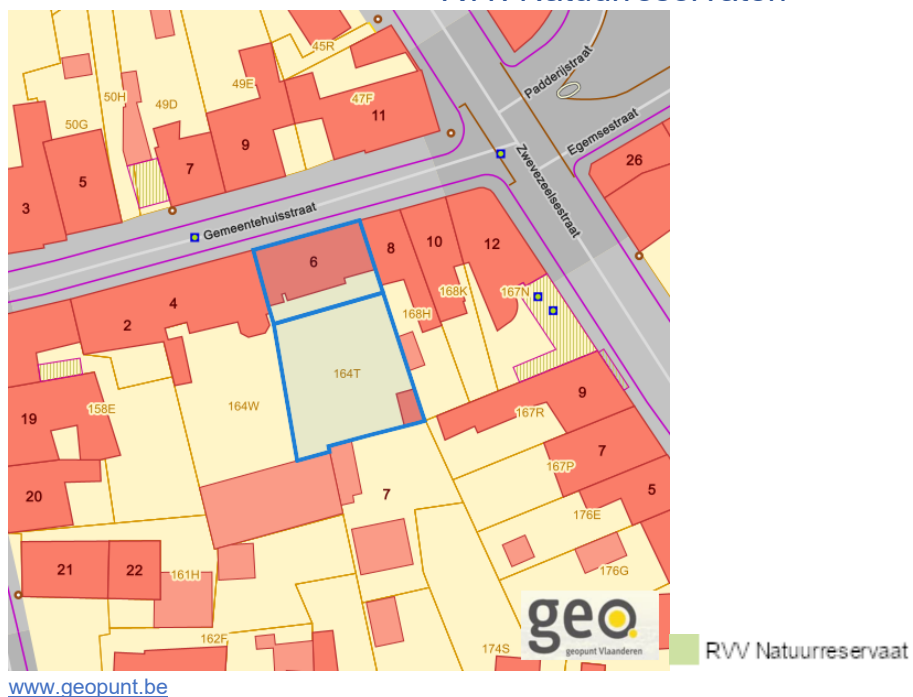 RVV Natuurreservaten
45R
50H
49D
49E
47F
50G
11
9
7
5
3
Padderijstraat
Egemsestraat
Zwevezeelsestraat
26
Gemeentehuisstraat
6
8
10
12
4
2
168K
167N
168H
164T
164W
158E
19
9
167R
7
167P
20
7
5
176E
21
22
161H
176G
162F
174S
geo
geopunt Vlaanderen
RVV Natuurreservaat
www.geopunt.be